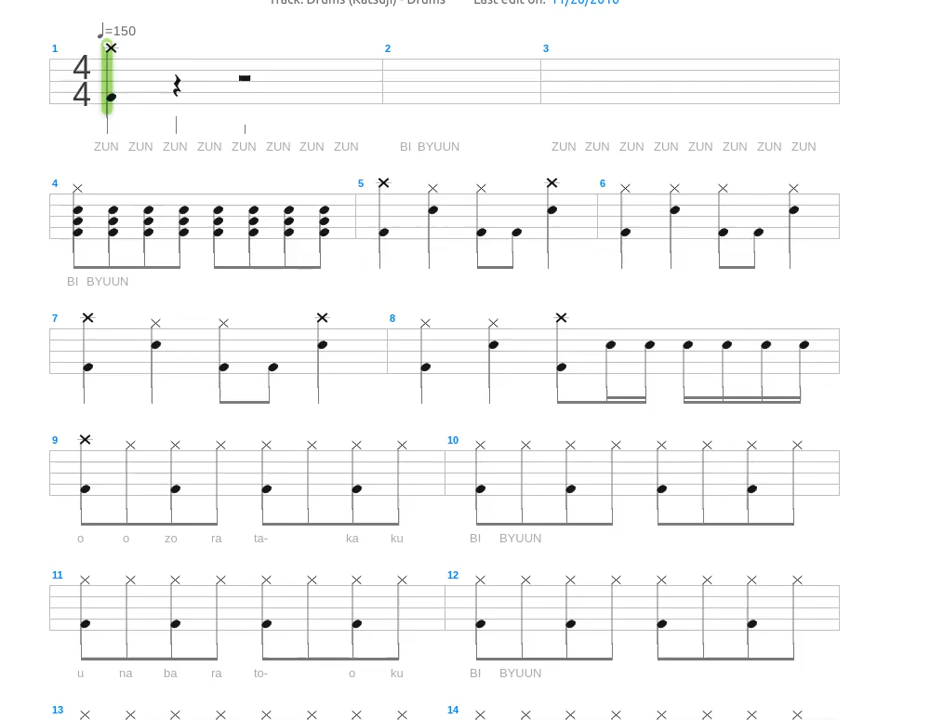 Track: Drums (Katsuji) - Drums Last edit on: 11/20/2016
♩=150
1 2 3
4
4
ZUN ZUN ZUN ZUN ZUN ZUN ZUN ZUN BI BYUUN ZUN ZUN ZUN ZUN ZUN ZUN ZUN ZUN
4 5 6
BI BYUUN
7 8
9 10
o o zo ra ta- ka ku BI BYUUN
11 12
u na ba ra to- o ku BI BYUUN
13 14